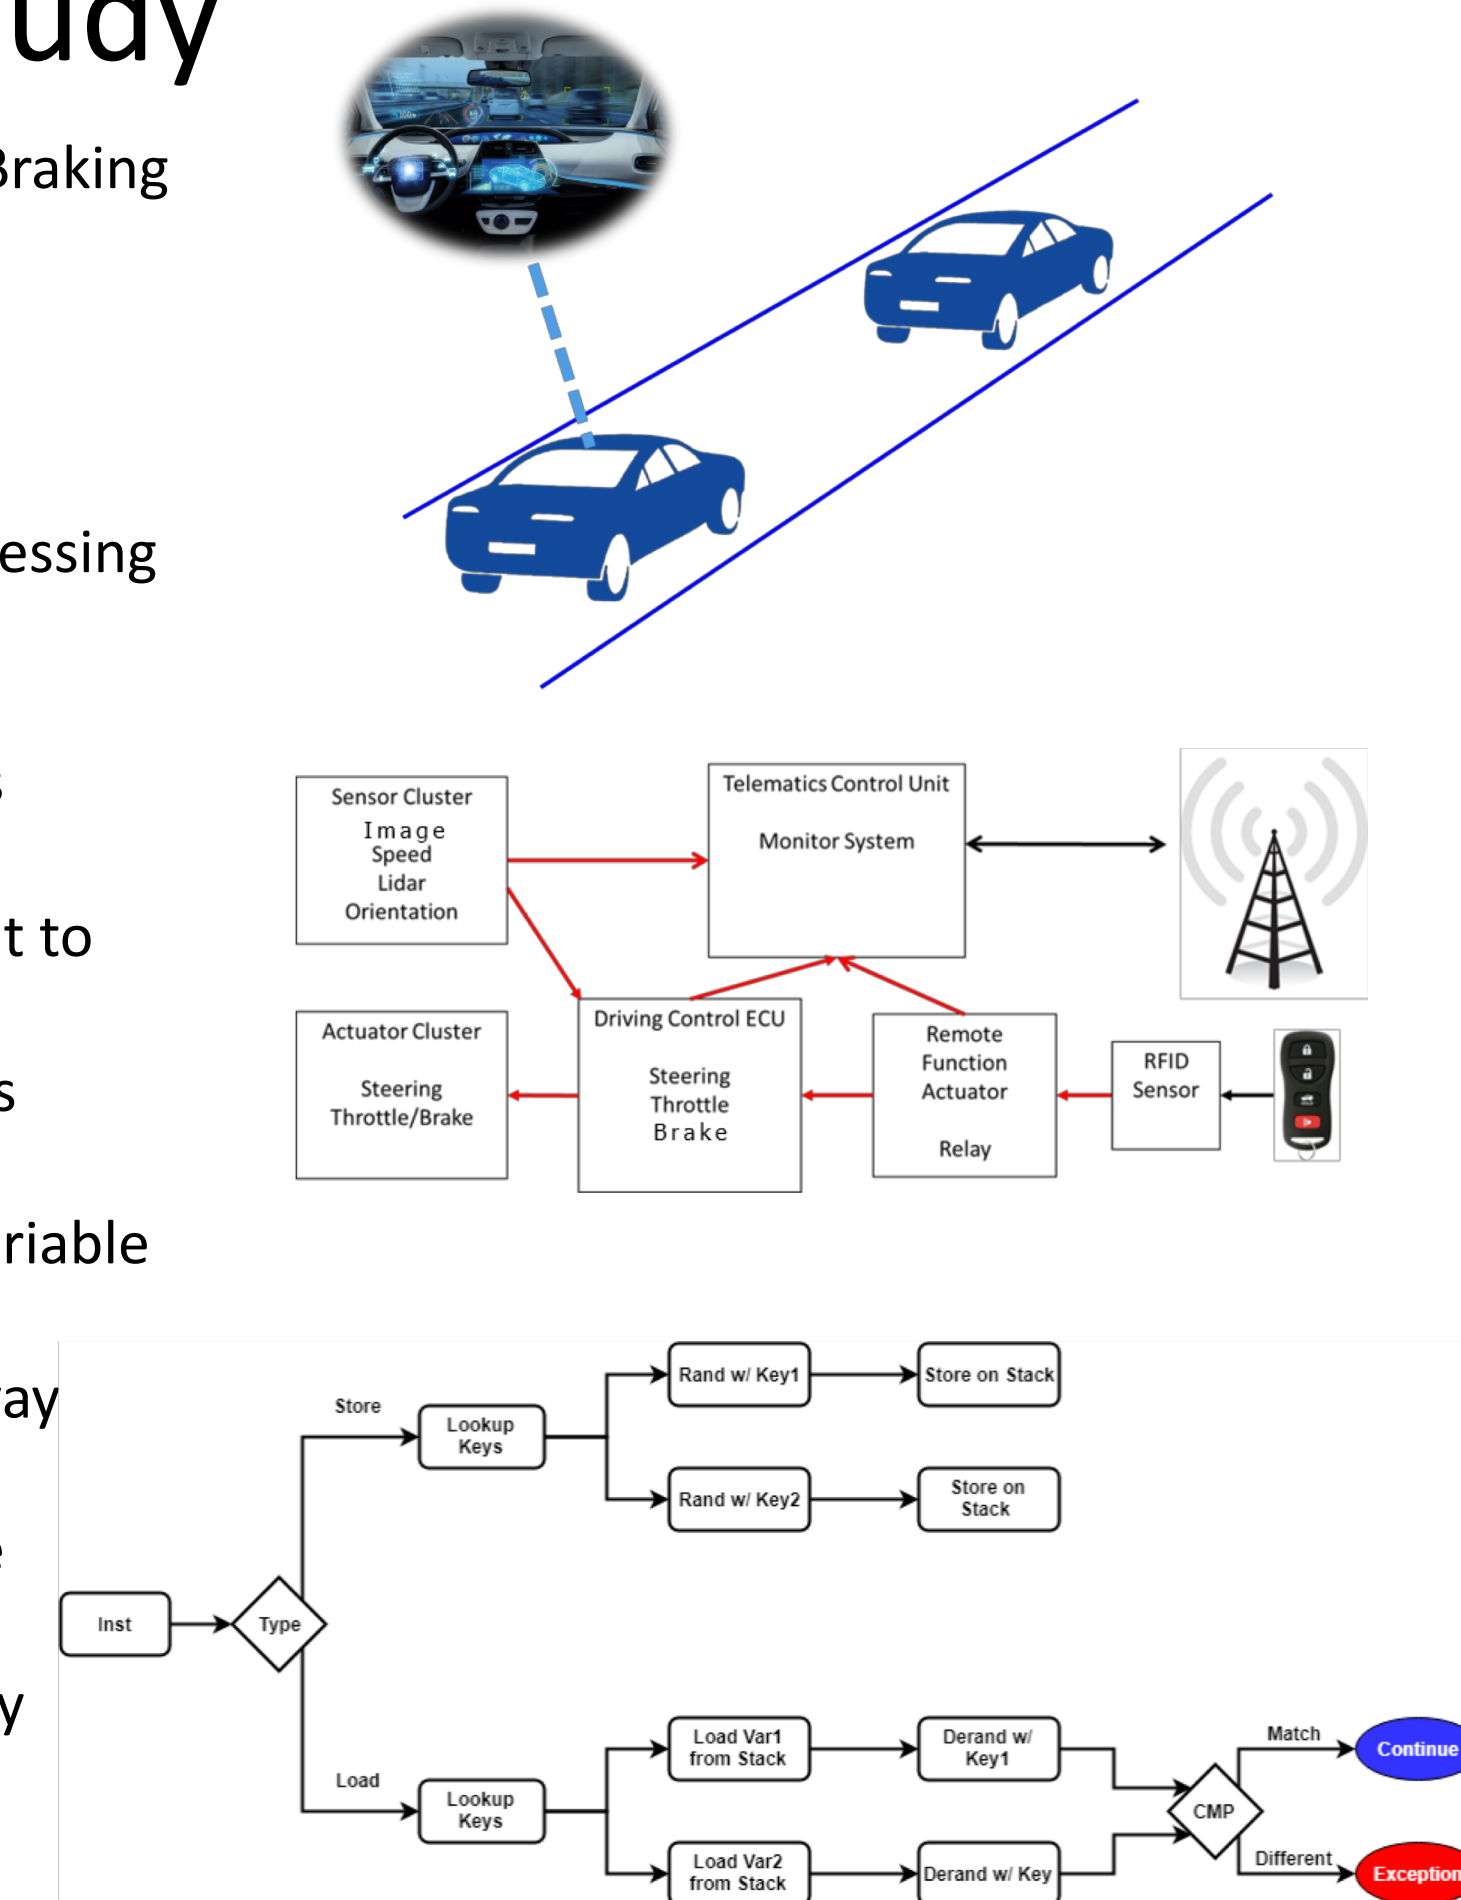 udy
Braking
essing
s
t to
s
riable
ay
e
y
Sensor Cluster
Image
Speed
Lidar
Orientation
Telematics Control Unit
Monitor System
Actuator Cluster
Steering
Throttle/Brake
Driving Control ECU
Steering
Throttle
Brake
Remote
Function
Actuator
Relay
RFID
Sensor
Inst
Type
Store
Lookup
Keys
Rand w/ Key1
Store on Stack
Rand w/ Key2
Store on
Stack
Load
Lookup
Keys
Load Var1
from Stack
Derand w/
Key1
Load Var2
from Stack
Derand w/ Key
CMP
Match
Continue
Different
Exception